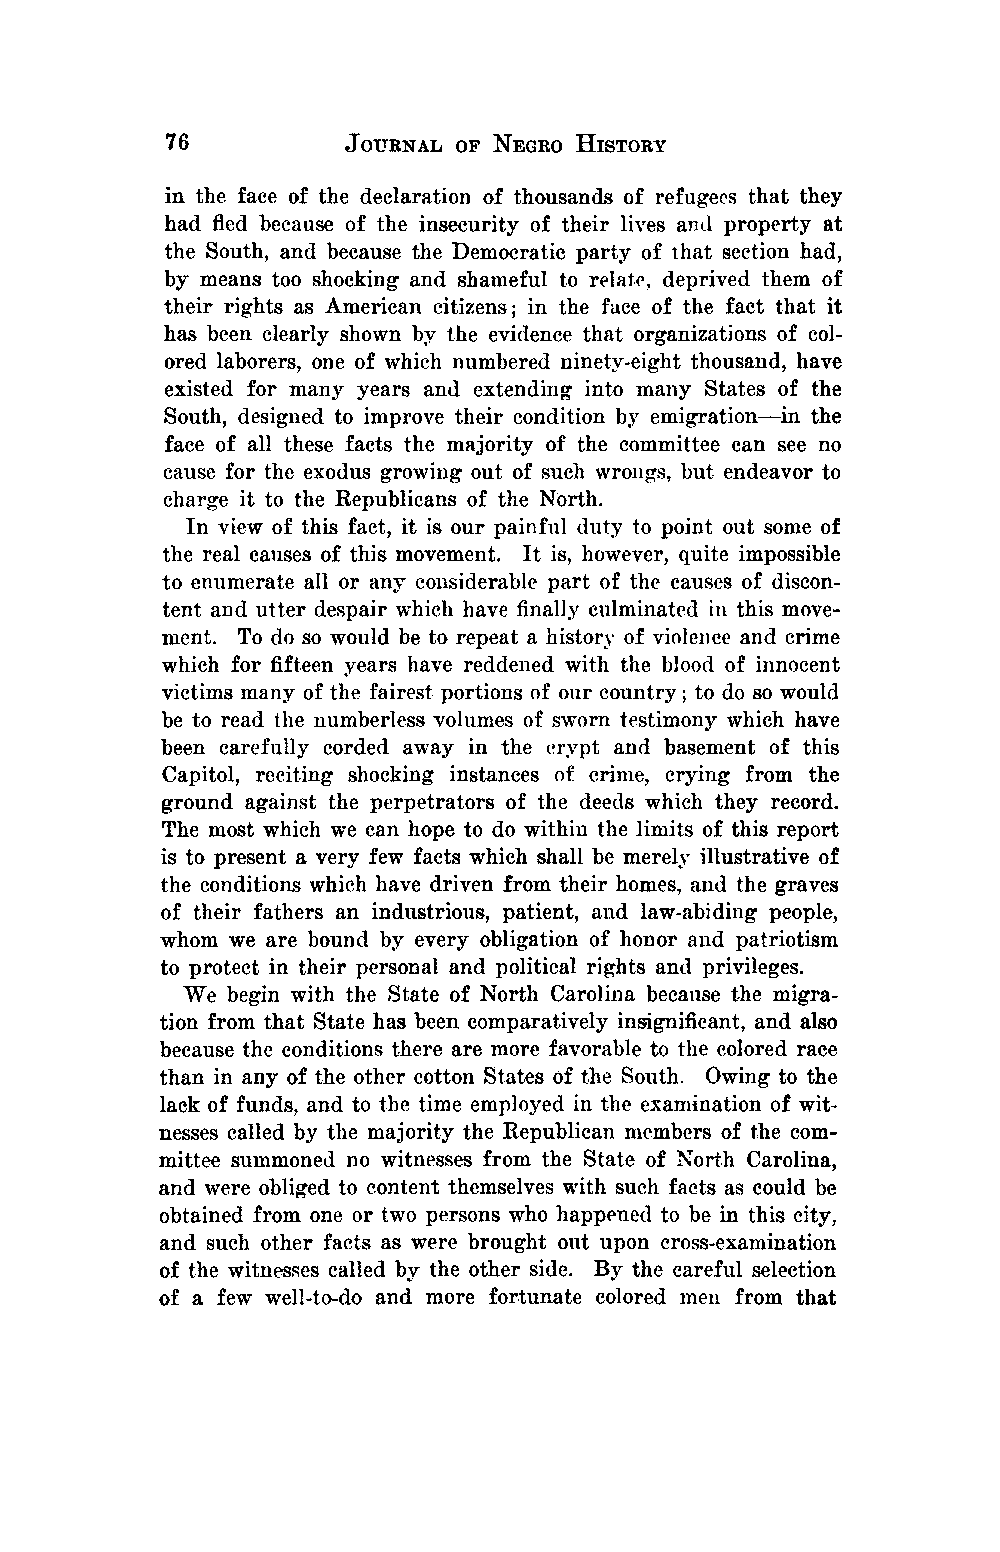 76 JOURNAL OF NEGRO HISTORY
in the face of the declaration of thousands of refugees that they
had fled because of the insecurity of their lives and property at
the South, and because the Democratic party of that section had,
by means too shocking and shameful to relate, deprived them of
their rights as American citizens; in the face of the fact that it
has been clearly shown by the evidence that organizations of col-
ored laborers, one of which numbered ninety-eight thousand, have
existed for many years and extending into many States of the
South, designed to improve their condition by emigration—in the
face of all these facts the majority of the committee can see no
cause for the exodus growing out of such wrongs, but endeavor to
charge it to the Republicans of the North.
In view of this fact, it is our painful duty to point out some of
the real causes of this movement. It is, however, quite impossible
to enumerate all or any considerable part of the causes of discon-
tent and utter despair which have finally culminated in this move-
ment. To do so would be to repeat a history of violence and crime
which for fifteen years have reddened with the blood of innocent
victims many of the fairest portions of our country; to do so would
be to read the numberless volumes of sworn testimony which have
been carefully corded away in the crypt and basement of this
Capitol, reciting shocking instances of crime, crying from the
ground against the perpetrators of the deeds which they record.
The most which we can hope to do within the limits of this report
is to present a very few facts which shall be merely illustrative of
the conditions which have driven from their homes, and the graves
of their fathers an industrious, patient, and law-abiding people,
whom we are bound by every obligation of honor and patriotism
to protect in their personal and political rights and privileges.
We begin with the State of North Carolina because the migra-
tion from that State has been comparatively insignificant, and also
because the conditions there are more favorable to the colored race
than in any of the other cotton States of the South. Owing to the
lack of funds, and to the time employed in the examination of wit-
nesses called by the majority the Republican members of the com-
mittee summoned no witnesses from the State of North Carolina,
and were obliged to content themselves with such facts as could be
obtained from one or two persons who happened to be in this city,
and such other facts as were brought out upon cross-examination
of the witnesses called by the other side. By the careful selection
of a few well-to-do and more fortunate colored men from that